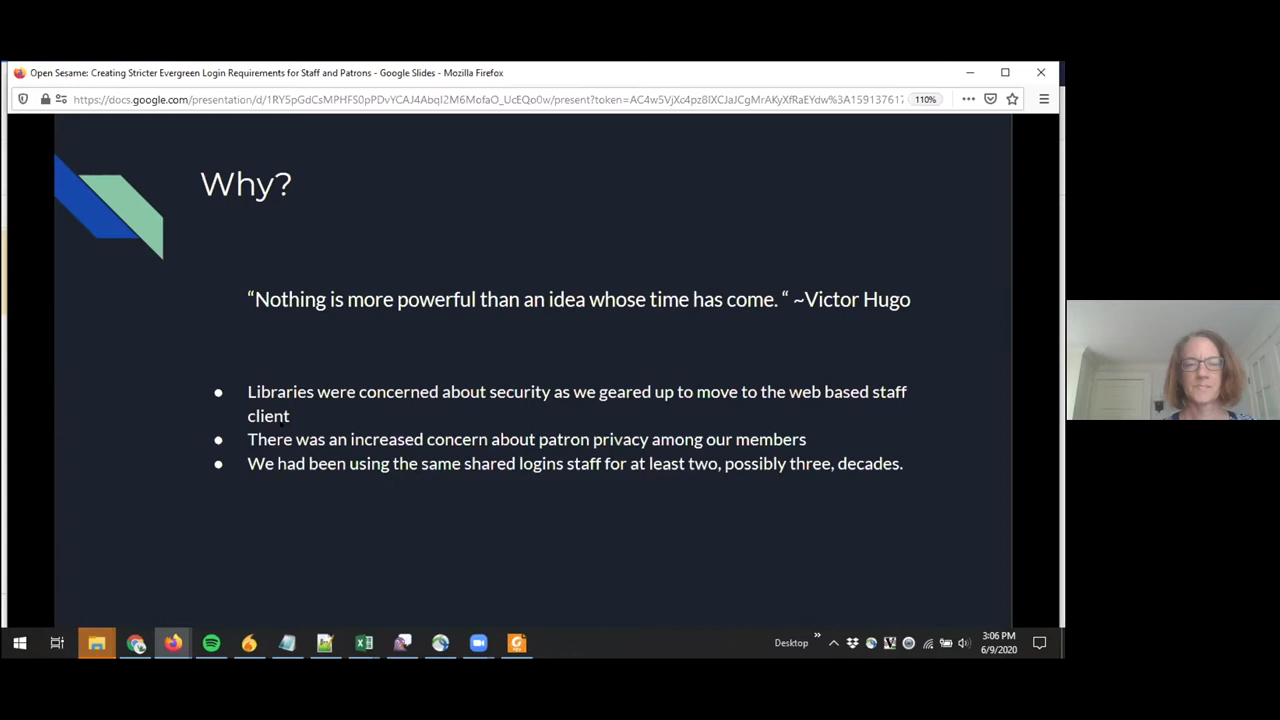 Open Sesame: Creating Stricter Evergreen Login Requirements for Staff and Patrons - Google Slides - Mozilla Firefox
110%
Why?
“Nothing is more powerful than an idea whose time has come. “ ~Victor Hugo
● Libraries were concerned about security as we geared up to move to the web based staff
client
● There was an increased concern about patron privacy among our members
● We had been using the same shared logins staff for at least two, possibly three, decades.
Desktop
3:06 PM
6/9/2020